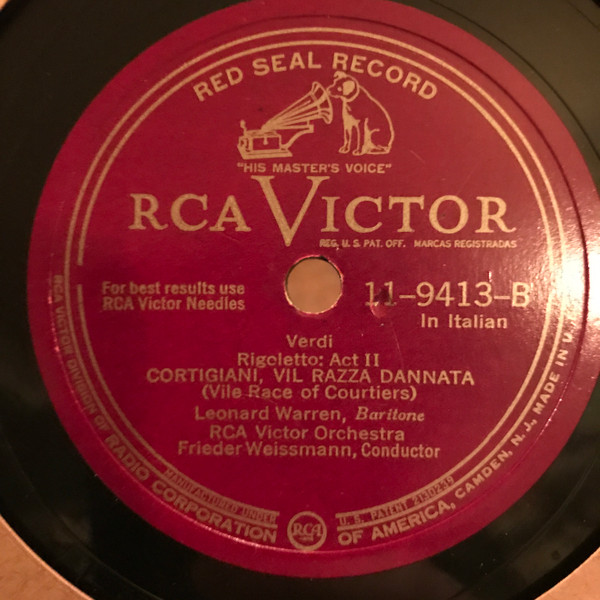 RED SEAL RECORD
"HIS MASTER'S VOICE"
RCA VICTOR
REG. U. S. PAT. OFF. MARCAS REGISTRADAS
For best results use
RCA Victor Needles
11-9413-B
In Italian
Verdi
Rigoletto: Act II
CORTIGIANI, VIL RAZZA DANNATA
(Vile Race of Courtiers)
Leonard Warren, Baritone
RCA Victor Orchestra
Frieder Weissmann, Conductor
MANUFACTURED UNDER
U. S. PATENT 2130239
RCA VICTOR DIVISION OF RADIO CORPORATION OF AMERICA, CAMDEN, N. J., MADE IN U.
RCA